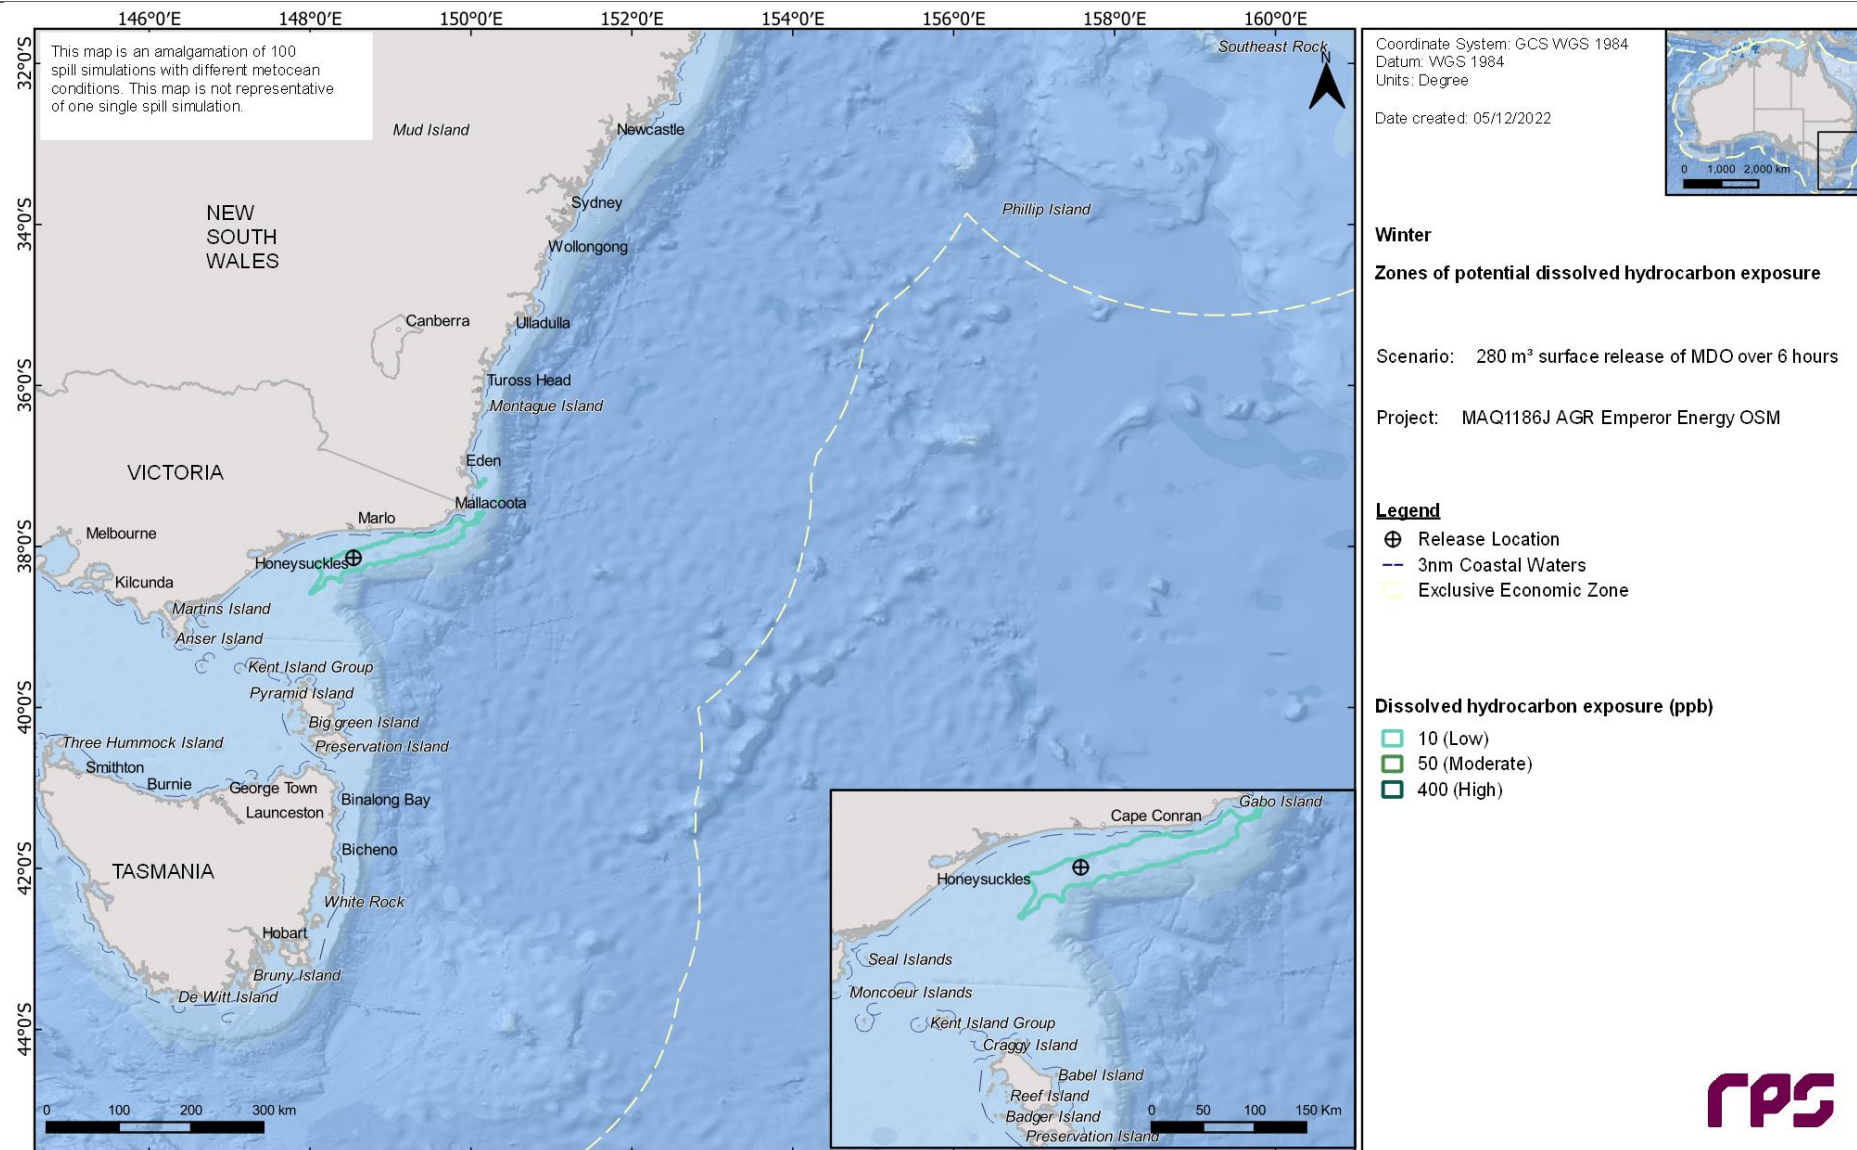 146°0'E 148°0'E 150°0'E 152°0'E 154°0'E 156°0'E 158°0'E 160°0'E
32°S
34°0'S
36°0'S
38°0'S
40°0'S
42°0'S
44°0'S
This map is an amalgamation of 100
spill simulations with different metocean
conditions. This map is not representative
of one single spill simulation.
Southeast Rock
N
Mud Island
Newcastle
Sydney
Phillip Island
NEW
SOUTH
WALES
Wollongong
Canberra
Ulladulla
Tuross Head
Montague Island
Eden
VICTORIA
Mallacoota
Marlo
Melbourne
Honeysuckles
Kilcunda
Martins Island
Anser Island
Kent Island Group
Pyramid Island
Big green Island
Three Hummock Island
Preservation Island
Smithton
Burnie
George Town
Binalong Bay
Launceston
Bicheno
TASMANIA
White Rock
Hobart
Bruny Island
De Witt Island
0 100 200 300 km
Gabo Island
Cape Conran
Honeysuckles
Seal Islands
Moncoeur Islands
Kent Island Group
Craggy Island
Babel Island
Reef Island
Badger Island
Preservation Island
0 50 100 150 Km
Coordinate System: GCS WGS 1984
Datum: WGS 1984
Units: Degree
Date created: 05/12/2022
0 1,000 2,000 km
Winter
Zones of potential dissolved hydrocarbon exposure
Scenario: 280 m³ surface release of MDO over 6 hours
Project: MAQ1186J AGR Emperor Energy OSM
Legend
Release Location
3nm Coastal Waters
Exclusive Economic Zone
Dissolved hydrocarbon exposure (ppb)
10 (Low)
50 (Moderate)
400 (High)
rps